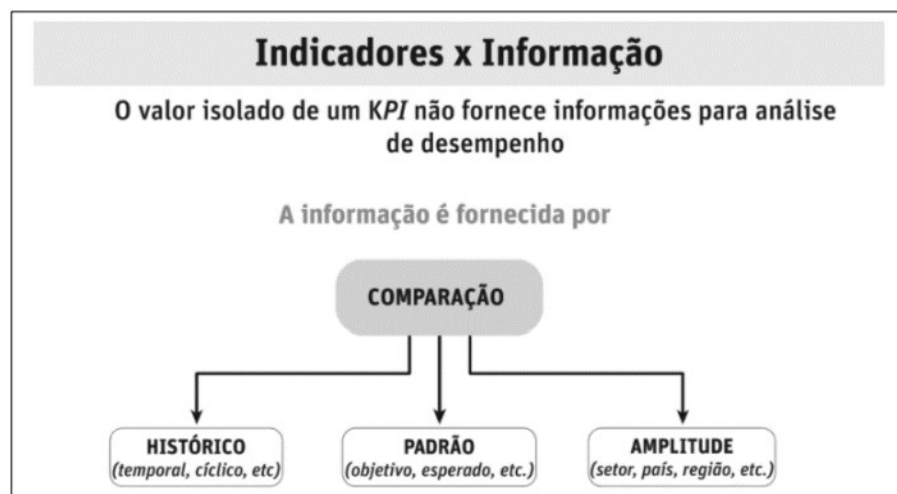 Indicadores x Informação
O valor isolado de um KPI não fornece informações para análise
de desempenho
A informação é fornecida por
COMPARAÇÃO
HISTÓRICO
(temporal, cíclico, etc)
PADRÃO
(objetivo, esperado, etc.)
AMPLITUDE
(setor, país, região, etc.)